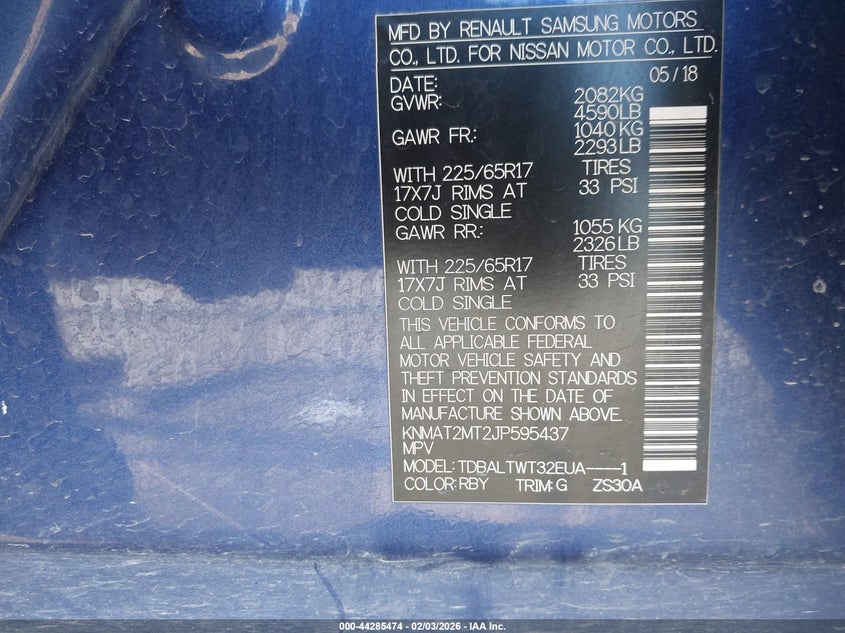 MFD BY RENAULT SAMSUNG MOTORS
CO., LTD. FOR NISSAN MOTOR CO., LTD.
DATE: 05/18
GVWR: 2082KG
4590LB
GAWR FR.: 1040KG
2293LB
WITH 225/65R17 TIRES
17X7J RIMS AT 33 PSI
COLD SINGLE
GAWR RR.: 1055 KG
2326LB
WITH 225/65R17 TIRES
17X7J RIMS AT 33 PSI
COLD SINGLE
THIS VEHICLE CONFORMS TO
ALL APPLICABLE FEDERAL
MOTOR VEHICLE SAFETY AND
THEFT PREVENTION STANDARDS
IN EFFECT ON THE DATE OF
MANUFACTURE SHOWN ABOVE.
KNMAT2MT2JP595437
MPV
MODEL:TDBALTWT32EUA----1
COLOR:RBY TRIM:G ZS30A
000-44285474 - 02/03/2026 - IAA Inc.